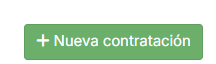 + Nueva contratación